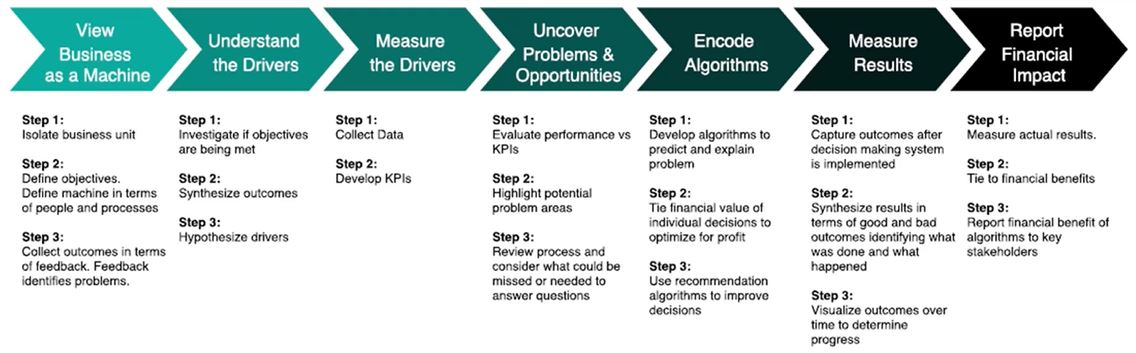 View
Business
as a Machine
Understand
the Drivers
Measure
the Drivers
Uncover
Problems &
Opportunities
Encode
Algorithms
Measure
Results
Report
Financial
Impact
Step 1:
Isolate business unit
Step 2:
Define objectives.
Define machine in terms
of people and processes
Step 3:
Collect outcomes in terms
of feedback. Feedback
identifies problems.
Step 1:
Investigate if objectives
are being met
Step 2:
Synthesize outcomes
Step 3:
Hypothesize drivers
Step 1:
Collect Data
Step 2:
Develop KPIs
Step 1:
Evaluate performance vs
KPIs
Step 2:
Highlight potential
problem areas
Step 3:
Review process and
consider what could be
missed or needed to
answer questions
Step 1:
Develop algorithms to
predict and explain
problem
Step 2:
Tie financial value of
individual decisions to
optimize for profit
Step 3:
Use recommendation
algorithms to improve
decisions
Step 1:
Capture outcomes after
decision making system
is implemented
Step 2:
Synthesize results in
terms of good and bad
outcomes identifying what
was done and what
happened
Step 3:
Visualize outcomes over
time to determine
progress
Step 1:
Measure actual results.
Step 2:
Tie to financial benefits
Step 3:
Report financial benefit of
algorithms to key
stakeholders